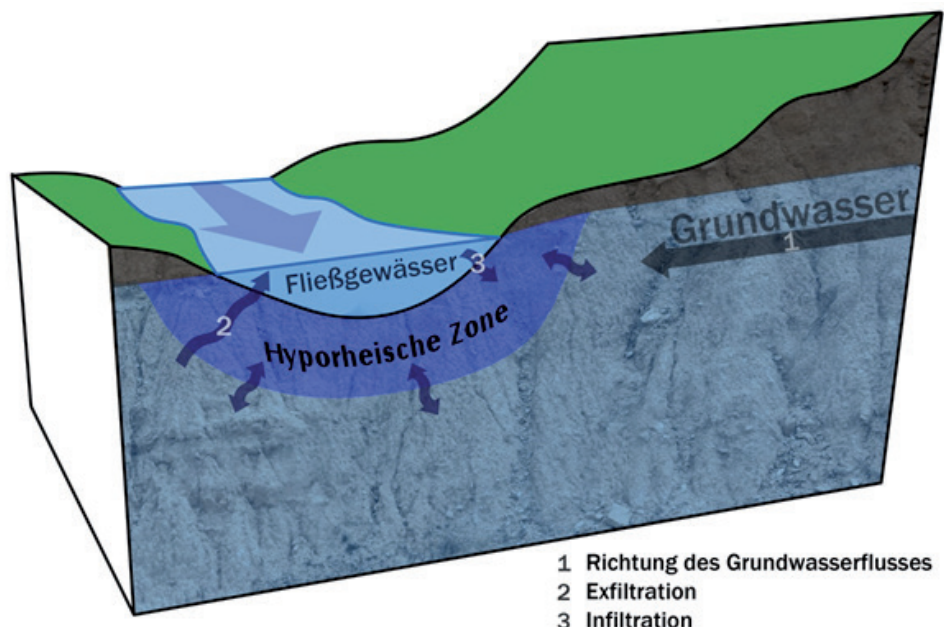 Grundwasser
1
Fließgewässer
3
2
Hyporheische Zone
1 Richtung des Grundwasserflusses
2 Exfiltration
3 Infiltration